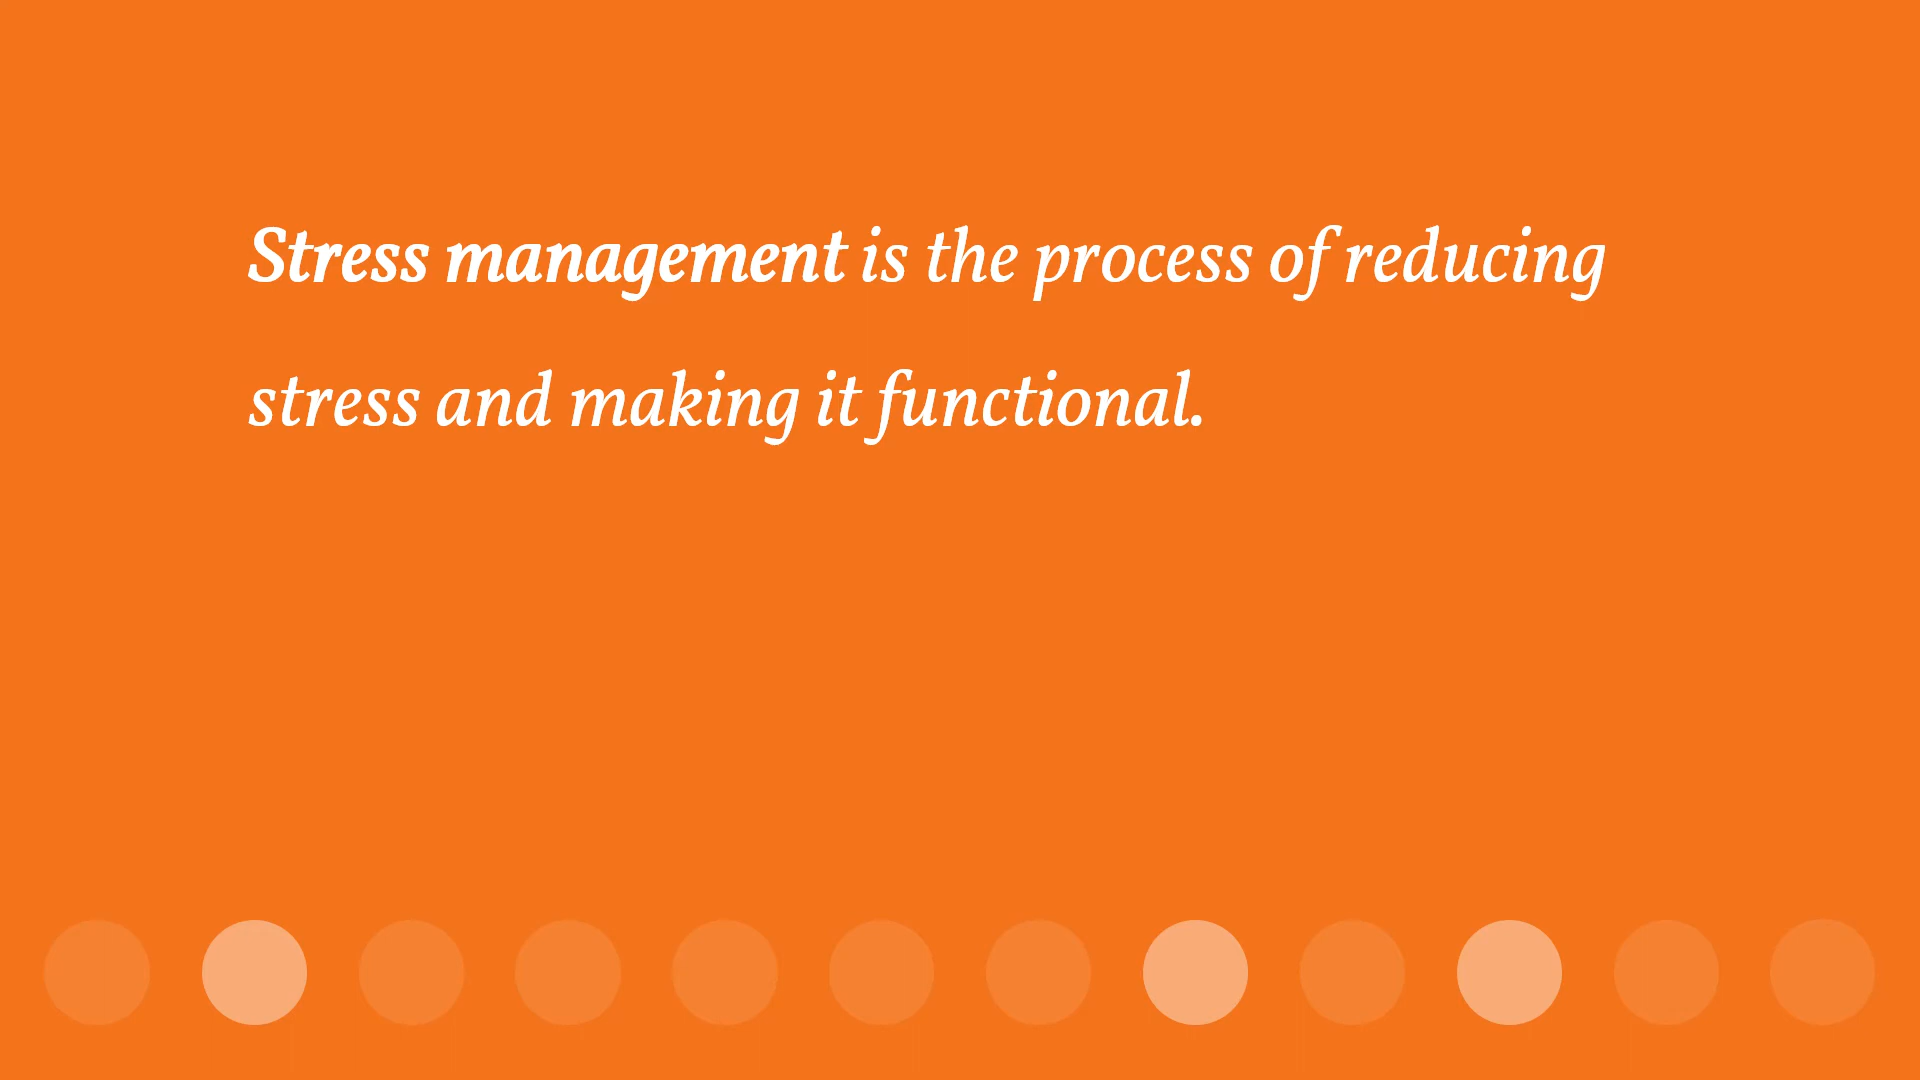 Stress management is the process of reducing
stress and making it functional.